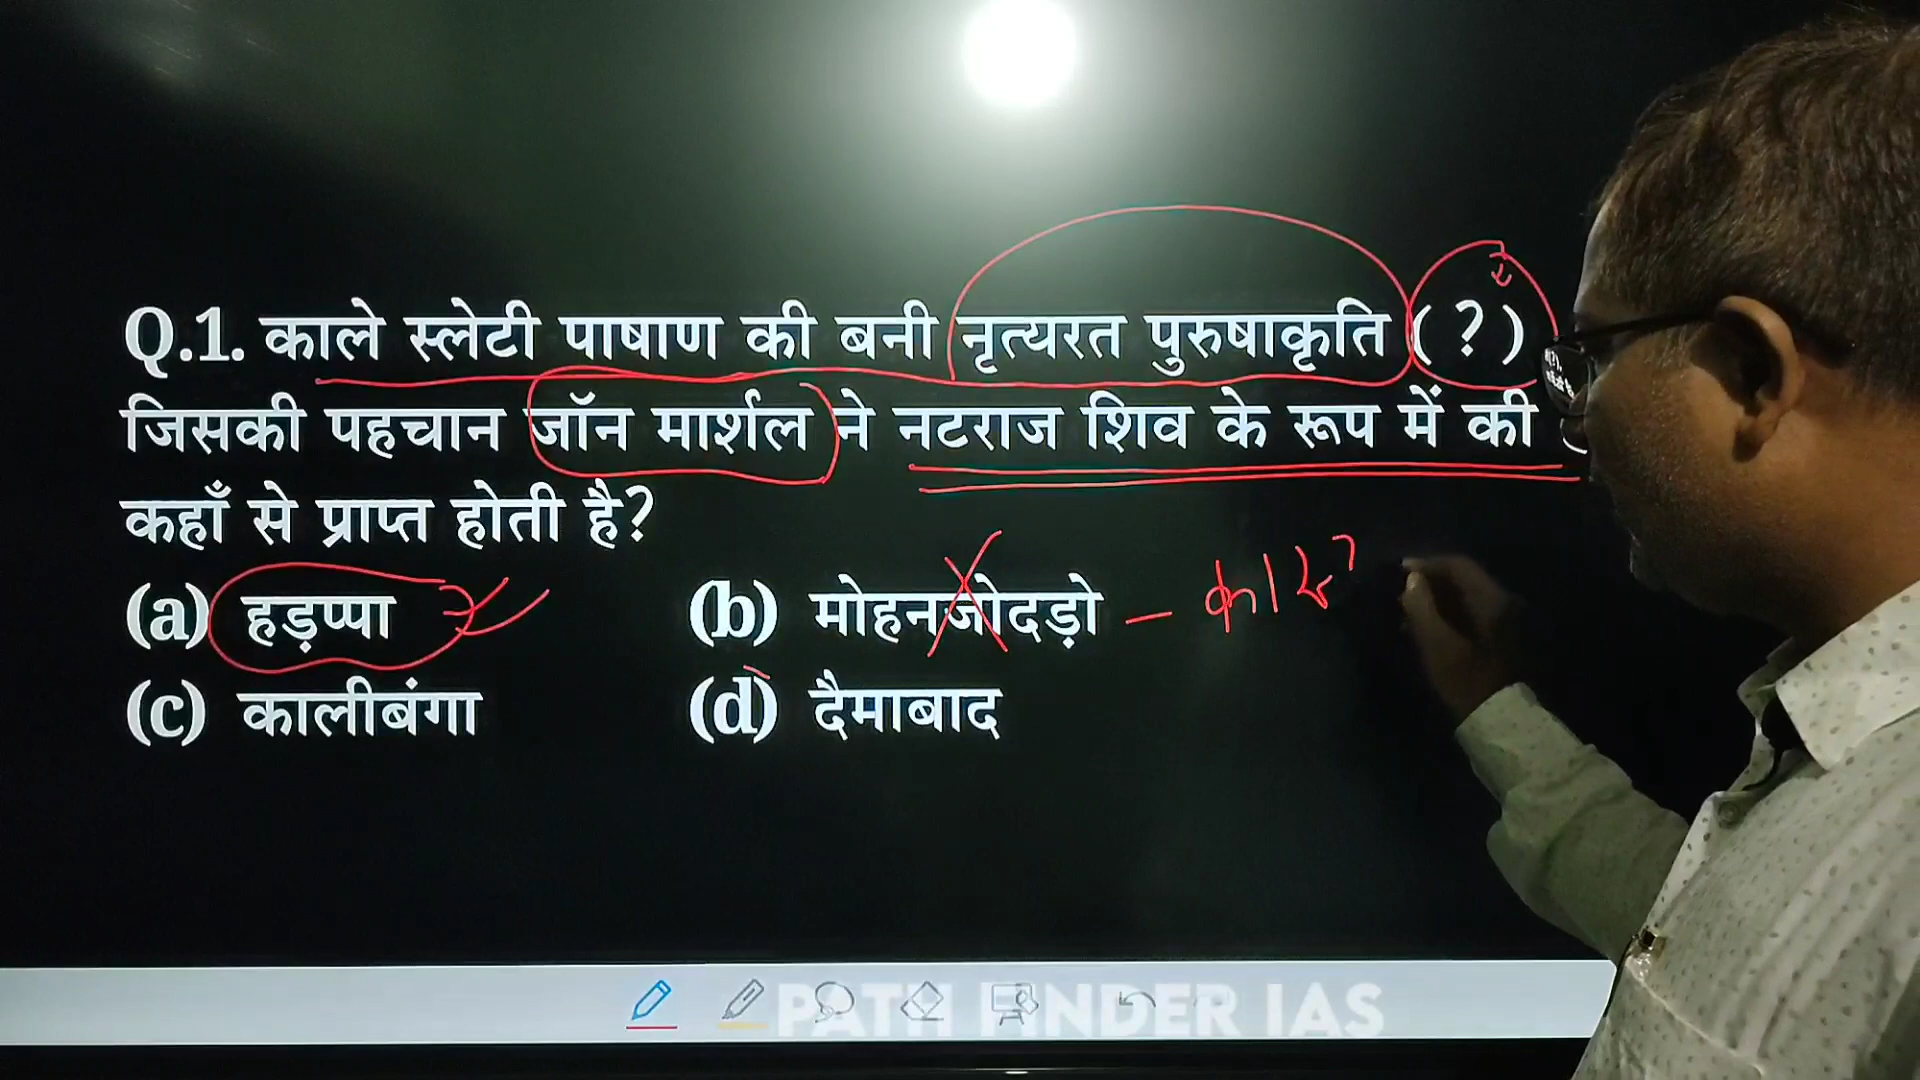 Q.1. काले स्लेटी पाषाण की बनी नृत्यरत पुरुषाकृति ( ? )
जिसकी पहचान जॉन मार्शल ने नटराज शिव के रूप में की
कहाँ से प्राप्त होती है?
(a) हड़प्पा (b) मोहनजोदड़ो
(c) कालीबंगा (d) दैमाबाद
PATH FINDER IAS